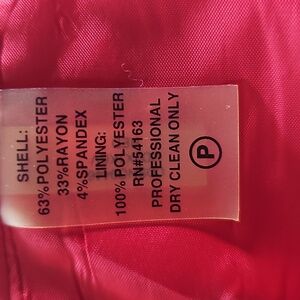 SHELL:
63%POLYESTER
33%RAYON
4%SPANDEX
LINING:
100% POLYESTER
RN#54163
PROFESSIONAL
DRY CLEAN ONLY
P